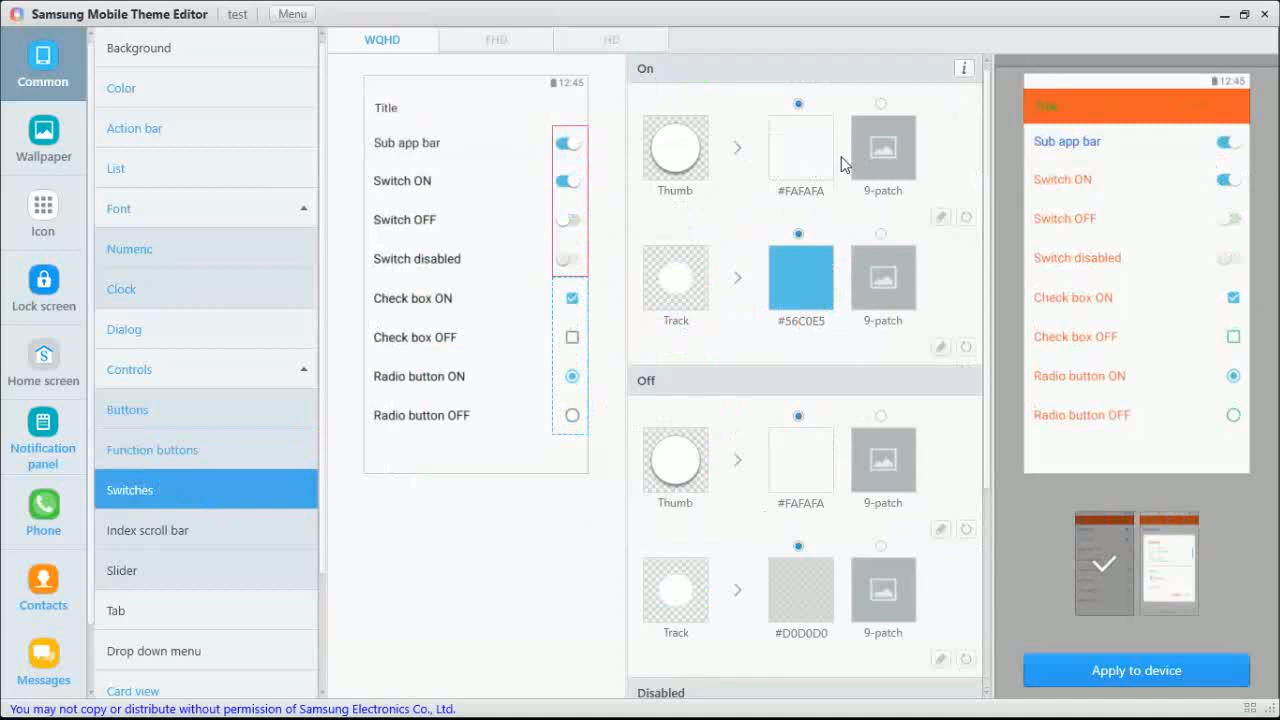 Samsung Mobile Theme Editor
test
Menu
Common
Wallpaper
Icon
Lock screen
Home screen
Notification
panel
Phone
Contacts
Messages
Background
Color
Action bar
List
Font
Numeric
Clock
Dialog
Controls
Buttons
Function buttons
Switches
Index scroll bar
Slider
Tab
Drop down menu
Card view
WQHD
FHD
HD
12:45
Title
Sub app bar
Switch ON
Switch OFF
Switch disabled
Check box ON
Check box OFF
Radio button ON
Radio button OFF
On
i
Thumb
#FAFAFA
9-patch
Track
#56C0E5
9-patch
Off
Thumb
#FAFAFA
9-patch
Track
#D0D0D0
9-patch
Disabled
12:45
Title
Sub app bar
Switch ON
Switch OFF
Switch disabled
Check box ON
Check box OFF
Radio button ON
Radio button OFF
Apply to device
You may not copy or distribute without permission of Samsung Electronics Co., Ltd.